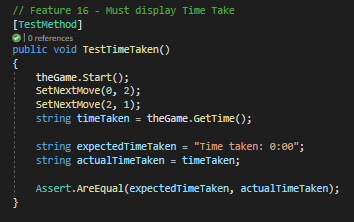 // Feature 16 - Must display Time Take
[TestMethod]
| 0 references
public void TestTimeTaken()
{
theGame.Start();
SetNextMove(0, 2);
SetNextMove(2, 1);
string timeTaken = theGame.GetTime();
string expectedTimeTaken = "Time taken: 0:00";
string actualTimeTaken = timeTaken;
Assert.AreEqual(expectedTimeTaken, actualTimeTaken);
}